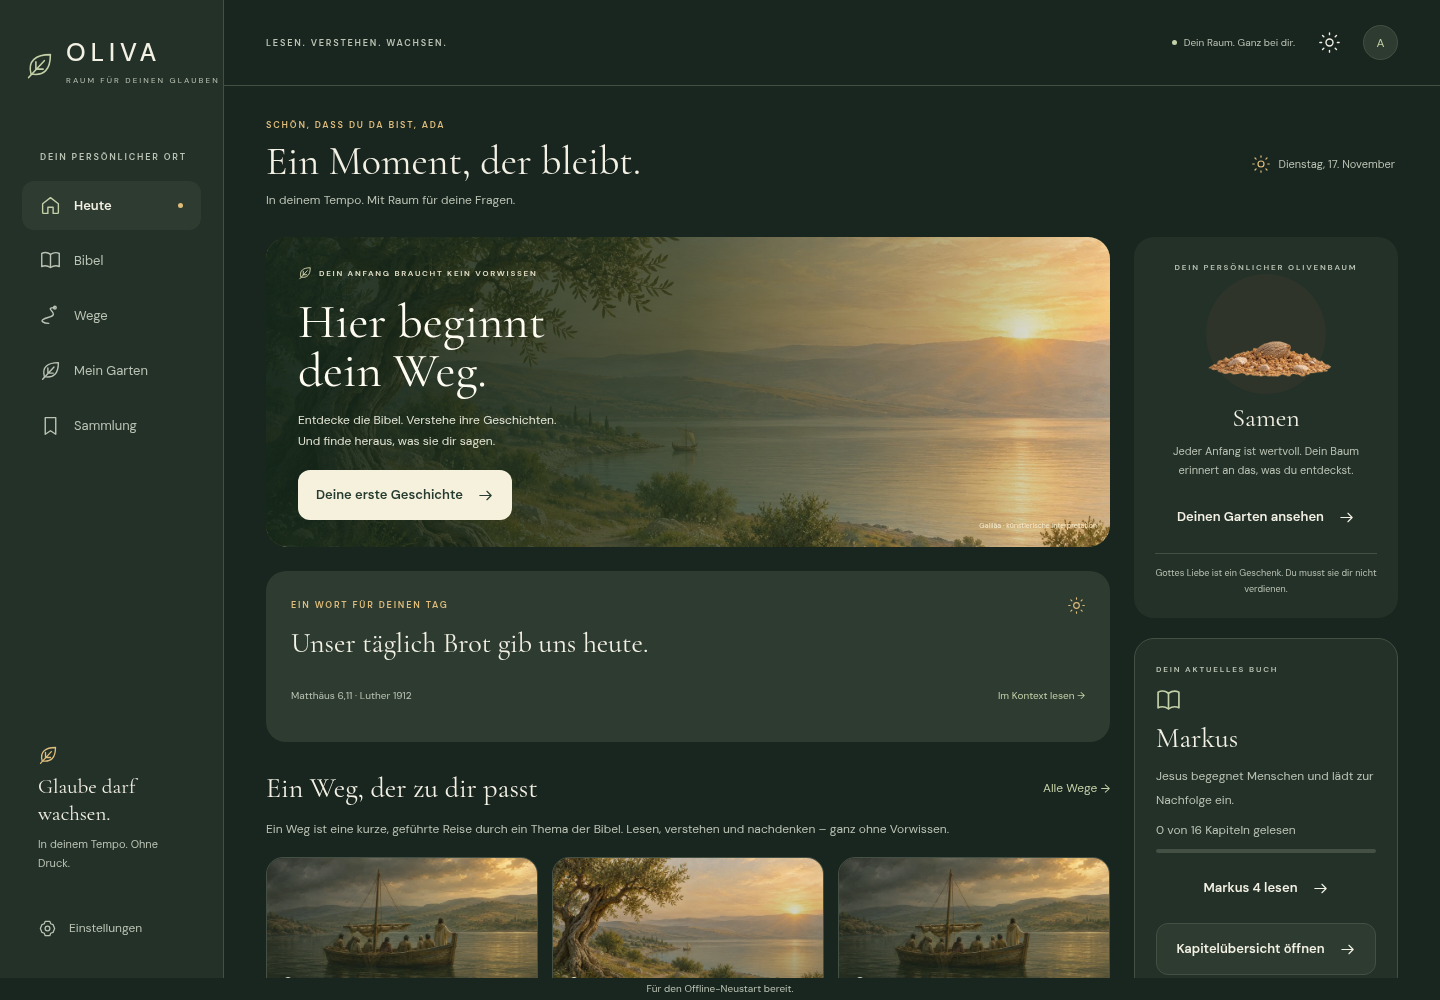 OLIVA
RAUM FÜR DEINEN GLAUBEN
DEIN PERSÖNLICHER ORT
Heute
Bibel
Wege
Mein Garten
Sammlung
Glaube darf
wachsen.
In deinem Tempo. Ohne
Druck.
Einstellungen
LESEN. VERSTEHEN. WACHSEN.
Dein Raum. Ganz bei dir.
A
SCHÖN, DASS DU DA BIST, ADA
Ein Moment, der bleibt.
In deinem Tempo. Mit Raum für deine Fragen.
Dienstag, 17. November
DEIN ANFANG BRAUCHT KEIN VORWISSEN
Hier beginnt
dein Weg.
Entdecke die Bibel. Verstehe ihre Geschichten.
Und finde heraus, was sie dir sagen.
Deine erste Geschichte →
Galiläa · künstlerische Interpretation
EIN WORT FÜR DEINEN TAG
Unser täglich Brot gib uns heute.
Matthäus 6,11 · Luther 1912
Im Kontext lesen →
Ein Weg, der zu dir passt
Alle Wege →
Ein Weg ist eine kurze, geführte Reise durch ein Thema der Bibel. Lesen, verstehen und nachdenken – ganz ohne Vorwissen.
DEIN PERSÖNLICHER OLIVENBAUM
Samen
Jeder Anfang ist wertvoll. Dein Baum
erinnert an das, was du entdeckst.
Deinen Garten ansehen →
Gottes Liebe ist ein Geschenk. Du musst sie dir nicht
verdienen.
DEIN AKTUELLES BUCH
Markus
Jesus begegnet Menschen und lädt zur
Nachfolge ein.
0 von 16 Kapiteln gelesen
Markus 4 lesen →
Kapitelübersicht öffnen →
Für den Offline-Neustart bereit.